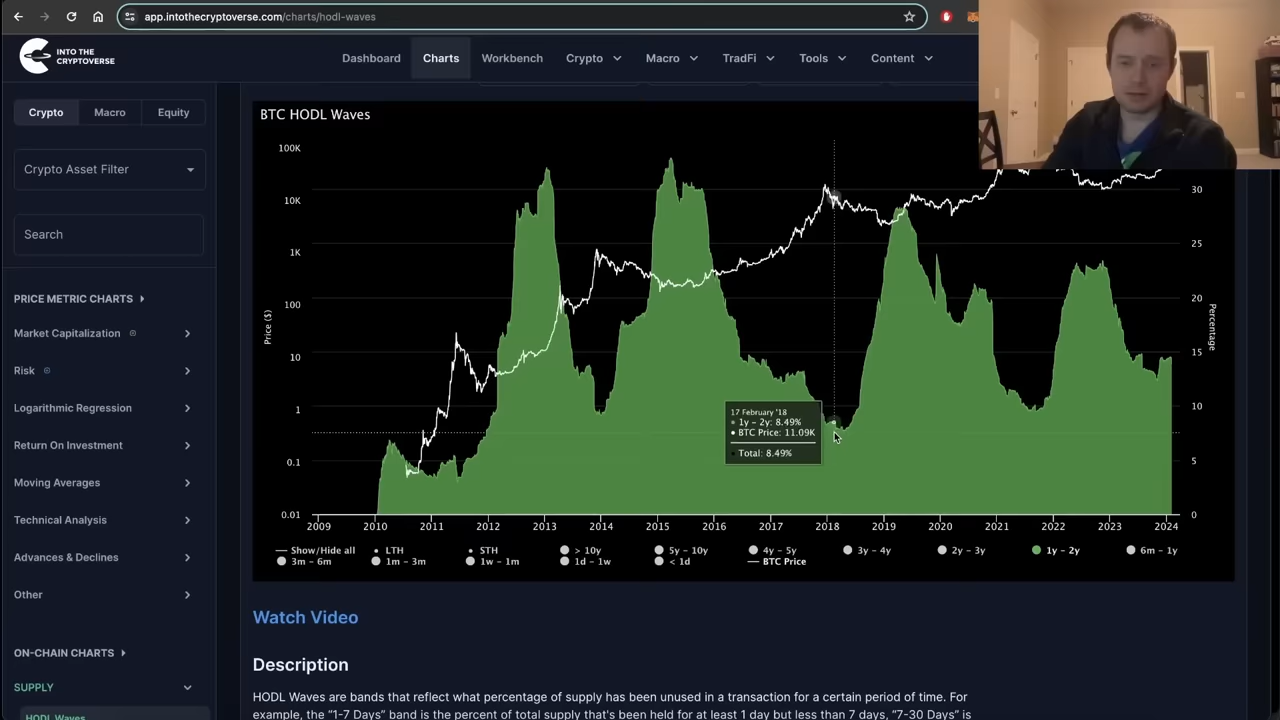 app.intothecryptoverse.com/charts/hodl-waves
INTO THE
CRYPTOVERSE
Dashboard
Charts
Workbench
Crypto
Macro
TradFi
Tools
Content
Crypto
Macro
Equity
Crypto Asset Filter
Search
PRICE METRIC CHARTS
Market Capitalization
Risk
Logarithmic Regression
Return On Investment
Moving Averages
Technical Analysis
Advances & Declines
Other
ON-CHAIN CHARTS
SUPPLY
HODL Waves
BTC HODL Waves
100K
10K
1K
100
10
1
0.1
0.01
Price ($)
30
25
20
15
10
5
0
Percentage
17 February '18
1y – 2y: 8.49%
BTC Price: 11.09K
Total: 8.49%
2009 2010 2011 2012 2013 2014 2015 2016 2017 2018 2019 2020 2021 2022 2023 2024
Show/Hide all LTH STH > 10y 5y – 10y 4y – 5y 3y – 4y 2y – 3y 1y – 2y 6m – 1y
3m – 6m 1m – 3m 1w – 1m 1d – 1w < 1d BTC Price
Watch Video
Description
HODL Waves are bands that reflect what percentage of supply has been unused in a transaction for a certain period of time. For
example, the "1-7 Days" band is the percent of total supply that's been held for at least 1 day but less than 7 days, "7-30 Days" is